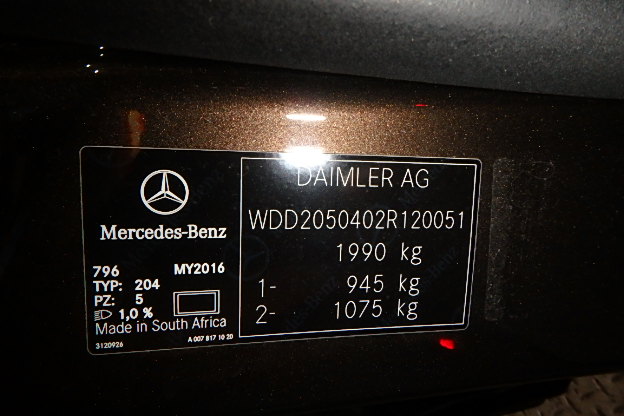 DAIMLER AG
WDD2050402R120051
1990 kg
1- 945 kg
2- 1075 kg
Mercedes-Benz
796 MY2016
TYP: 204
PZ: 5
1,0 %
Made in South Africa
3120926 A 007 817 10 20